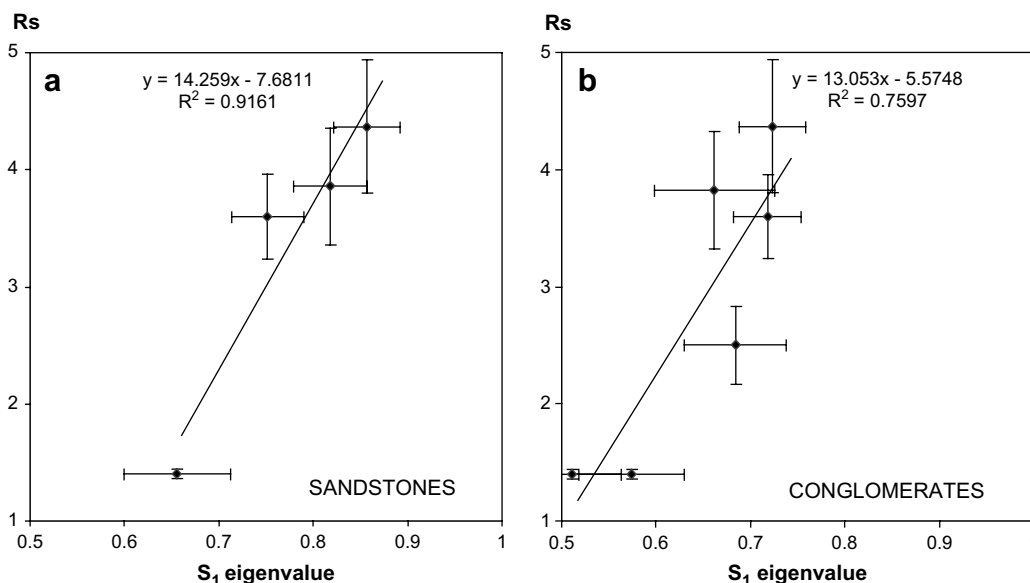 Rs
5
4
3
2
1
a
y = 14.259x - 7.6811
R² = 0.9161
SANDSTONES
0.5 0.6 0.7 0.8 0.9 1
S₁ eigenvalue
Rs
5
4
3
2
1
b
y = 13.053x - 5.5748
R² = 0.7597
CONGLOMERATES
0.5 0.6 0.7 0.8 0.9
S₁ eigenvalue